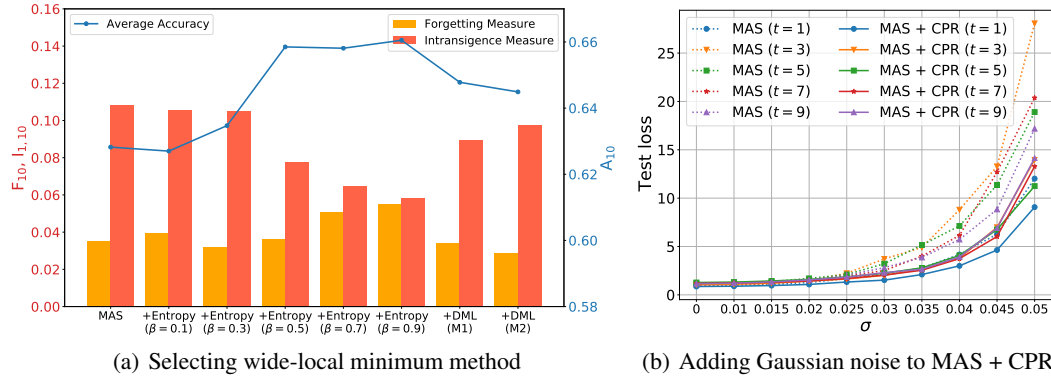 Average Accuracy
Forgetting Measure
Intransigence Measure
0.16
0.14
0.12
0.10
0.08
0.06
0.04
0.02
0.00
F10, I1,10
0.66
0.64
0.62
0.60
0.58
A10
MAS
+Entropy
(β = 0.1)
+Entropy
(β = 0.3)
+Entropy
(β = 0.5)
+Entropy
(β = 0.7)
+Entropy
(β = 0.9)
+DML
(M1)
+DML
(M2)
(a) Selecting wide-local minimum method
MAS (t = 1)
MAS (t = 3)
MAS (t = 5)
MAS (t = 7)
MAS (t = 9)
MAS + CPR (t = 1)
MAS + CPR (t = 3)
MAS + CPR (t = 5)
MAS + CPR (t = 7)
MAS + CPR (t = 9)
Test loss
25
20
15
10
5
0
0 0.01 0.015 0.02 0.025 0.03 0.035 0.04 0.045 0.05
σ
(b) Adding Gaussian noise to MAS + CPR